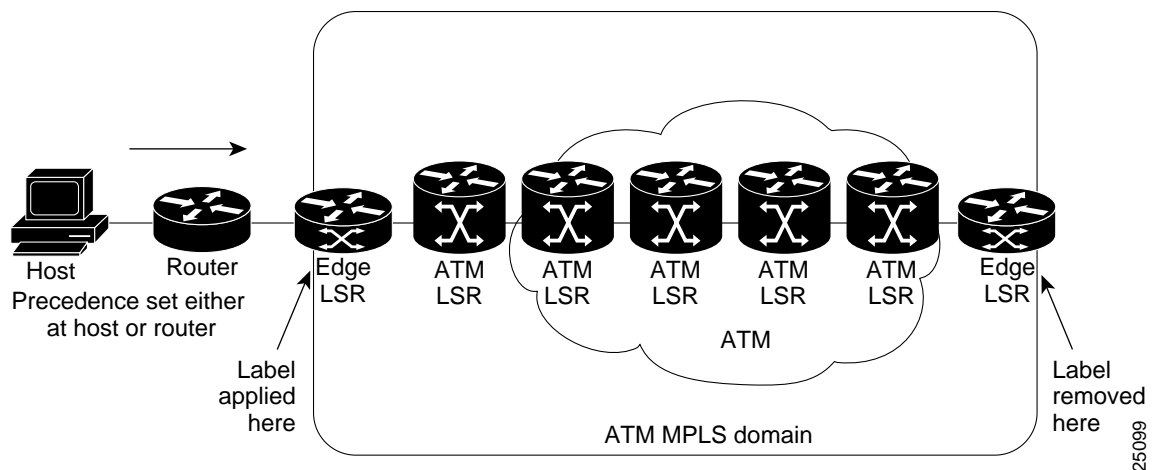 Host
Precedence set either
at host or router
Router
Edge
LSR
ATM
LSR
ATM
LSR
ATM
LSR
ATM
LSR
ATM
LSR
Edge
LSR
ATM
Label
applied
here
Label
removed
here
ATM MPLS domain
25099